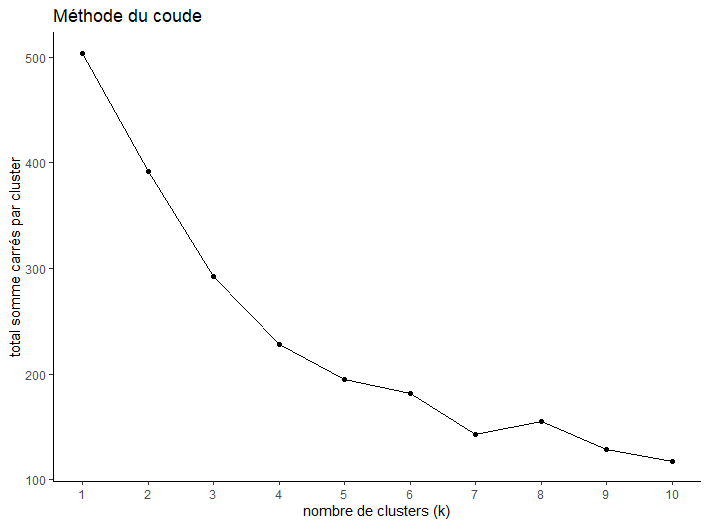 Méthode du coude
total somme carrés par cluster
500
400
300
200
100
1 2 3 4 5 6 7 8 9 10
nombre de clusters (k)